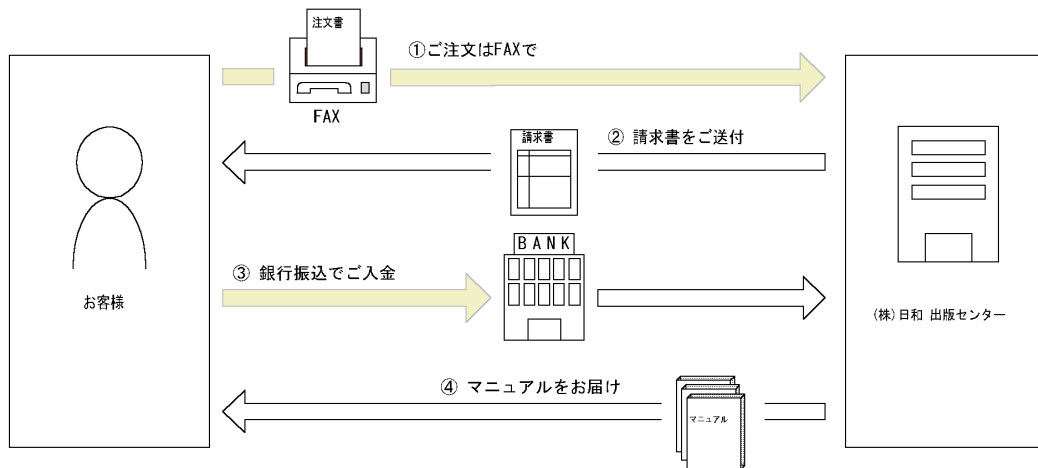 注文書
①ご注文はFAXで
FAX
請求書
② 請求書をご送付
BANK
③ 銀行振込でご入金
お客様
(株)日和 出版センター
④ マニュアルをお届け
マニュアル